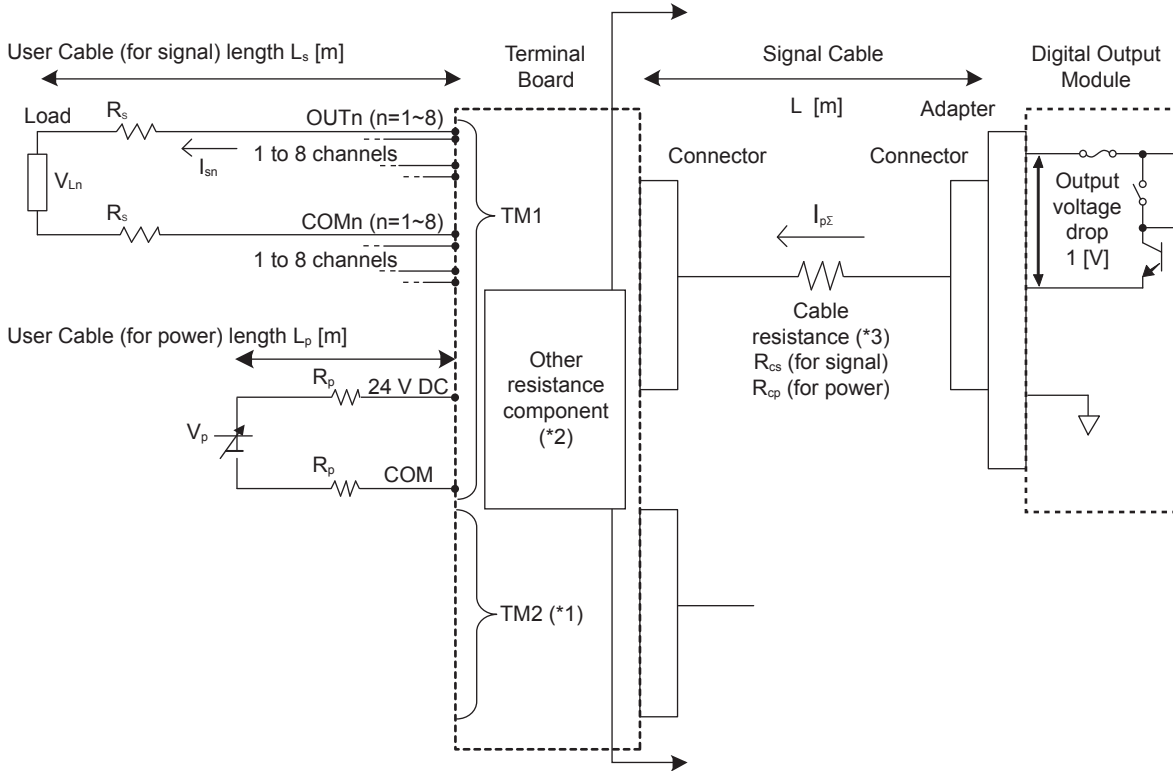 User Cable (for signal) length Ls [m]
Terminal
Board
Signal Cable
L [m]
Digital Output
Module
Adapter
Load
Rs
OUTn (n=1~8)
Isn
1 to 8 channels
VLn
Rs
COMn (n=1~8)
1 to 8 channels
TM1
Connector
Connector
IpΣ
Output
voltage
drop
1 [V]
Cable
resistance (*3)
Rcs (for signal)
Rcp (for power)
User Cable (for power) length Lp [m]
Rp
24 V DC
Vp
Rp
COM
Other
resistance
component
(*2)
TM2 (*1)